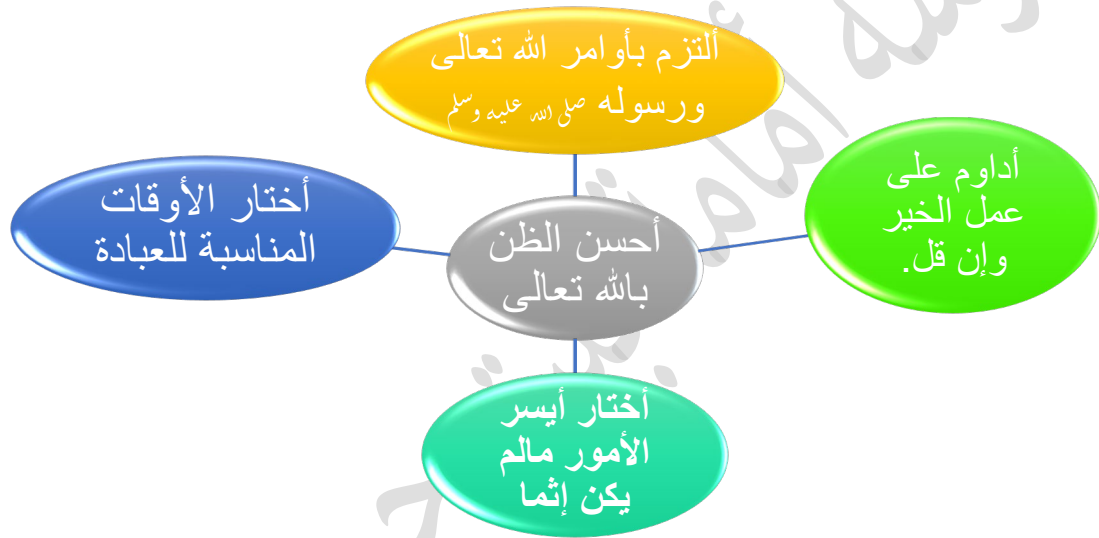 ألتزم بأوامر الله تعالى
ورسوله صلى الله عليه وسلم
أداوم على
عمل الخير
وإن قل.
أحسن الظن
بالله تعالى
أختار الأوقات
المناسبة للعبادة
أختار أيسر
الأمور مالم
يكن إثما